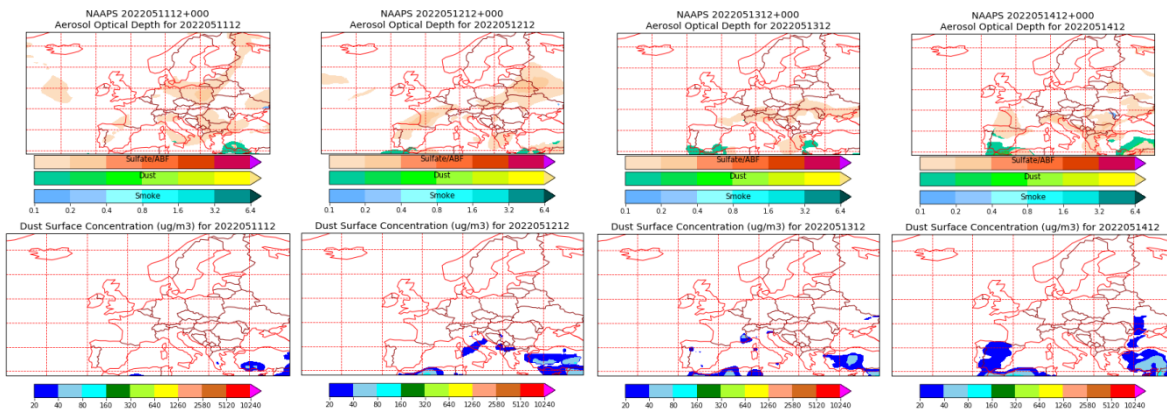 NAAPS 2022051112+000
Aerosol Optical Depth for 2022051112
Sulfate/ABF
Dust
Smoke
0.1 0.2 0.4 0.8 1.6 3.2 6.4
NAAPS 2022051212+000
Aerosol Optical Depth for 2022051212
Sulfate/ABF
Dust
Smoke
0.1 0.2 0.4 0.8 1.6 3.2 6.4
NAAPS 2022051312+000
Aerosol Optical Depth for 2022051312
Sulfate/ABF
Dust
Smoke
0.1 0.2 0.4 0.8 1.6 3.2 6.4
NAAPS 2022051412+000
Aerosol Optical Depth for 2022051412
Sulfate/ABF
Dust
Smoke
0.1 0.2 0.4 0.8 1.6 3.2 6.4
Dust Surface Concentration (ug/m3) for 2022051112
20 40 80 160 320 640 1260 2580 5120 10240
Dust Surface Concentration (ug/m3) for 2022051212
20 40 80 160 320 640 1260 2580 5120 10240
Dust Surface Concentration (ug/m3) for 2022051312
20 40 80 160 320 640 1260 2580 5120 10240
Dust Surface Concentration (ug/m3) for 2022051412
20 40 80 160 320 640 1260 2580 5120 10240